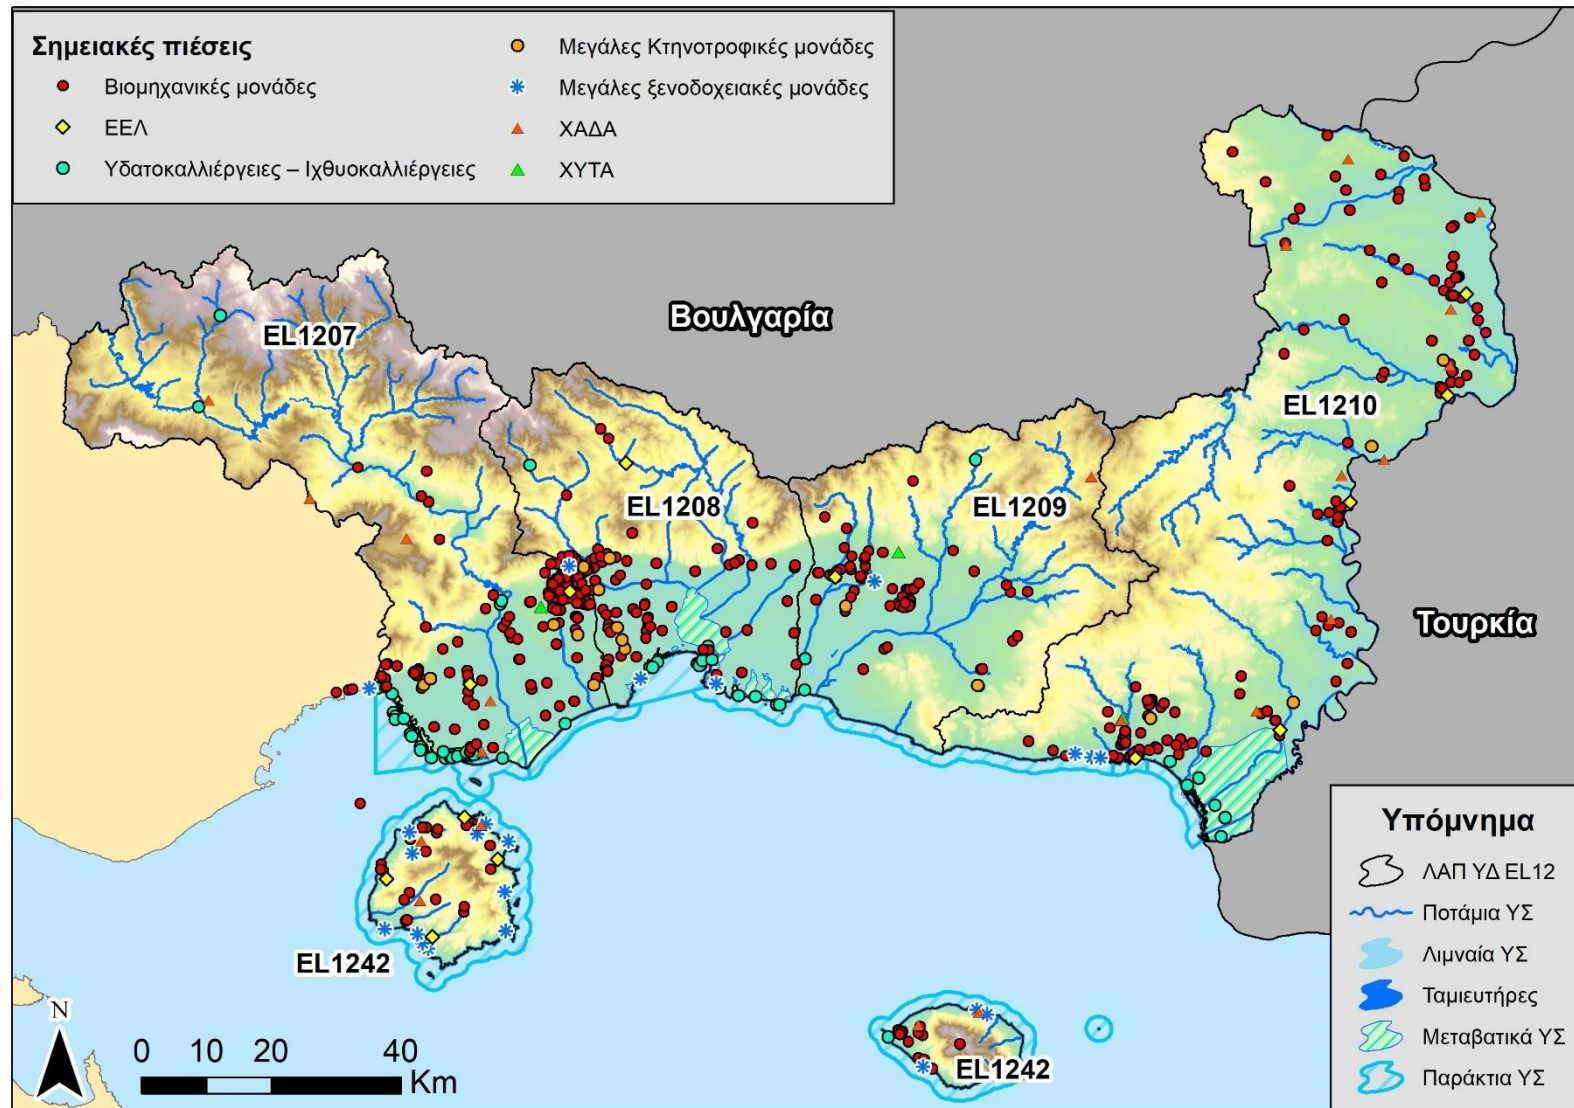 Σημειακές πιέσεις
Βιομηχανικές μονάδες
ΕΕΛ
Υδατοκαλλιέργειες – Ιχθυοκαλλιέργειες
Μεγάλες Κτηνοτροφικές μονάδες
Μεγάλες ξενοδοχειακές μονάδες
ΧΑΔΑ
ΧΥΤΑ
Βουλγαρία
EL1207
EL1210
EL1208
EL1209
Τουρκία
EL1242
EL1242
N
0 10 20 40
Km
Υπόμνημα
ΛΑΠ ΥΔ EL12
Ποτάμια ΥΣ
Λιμναία ΥΣ
Ταμιευτήρες
Μεταβατικά ΥΣ
Παράκτια ΥΣ